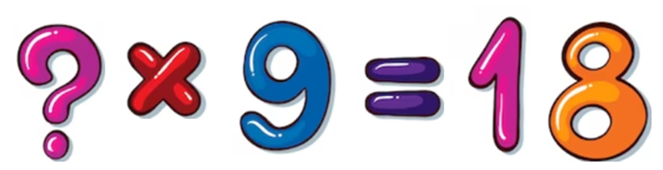 ? × 9 = 18